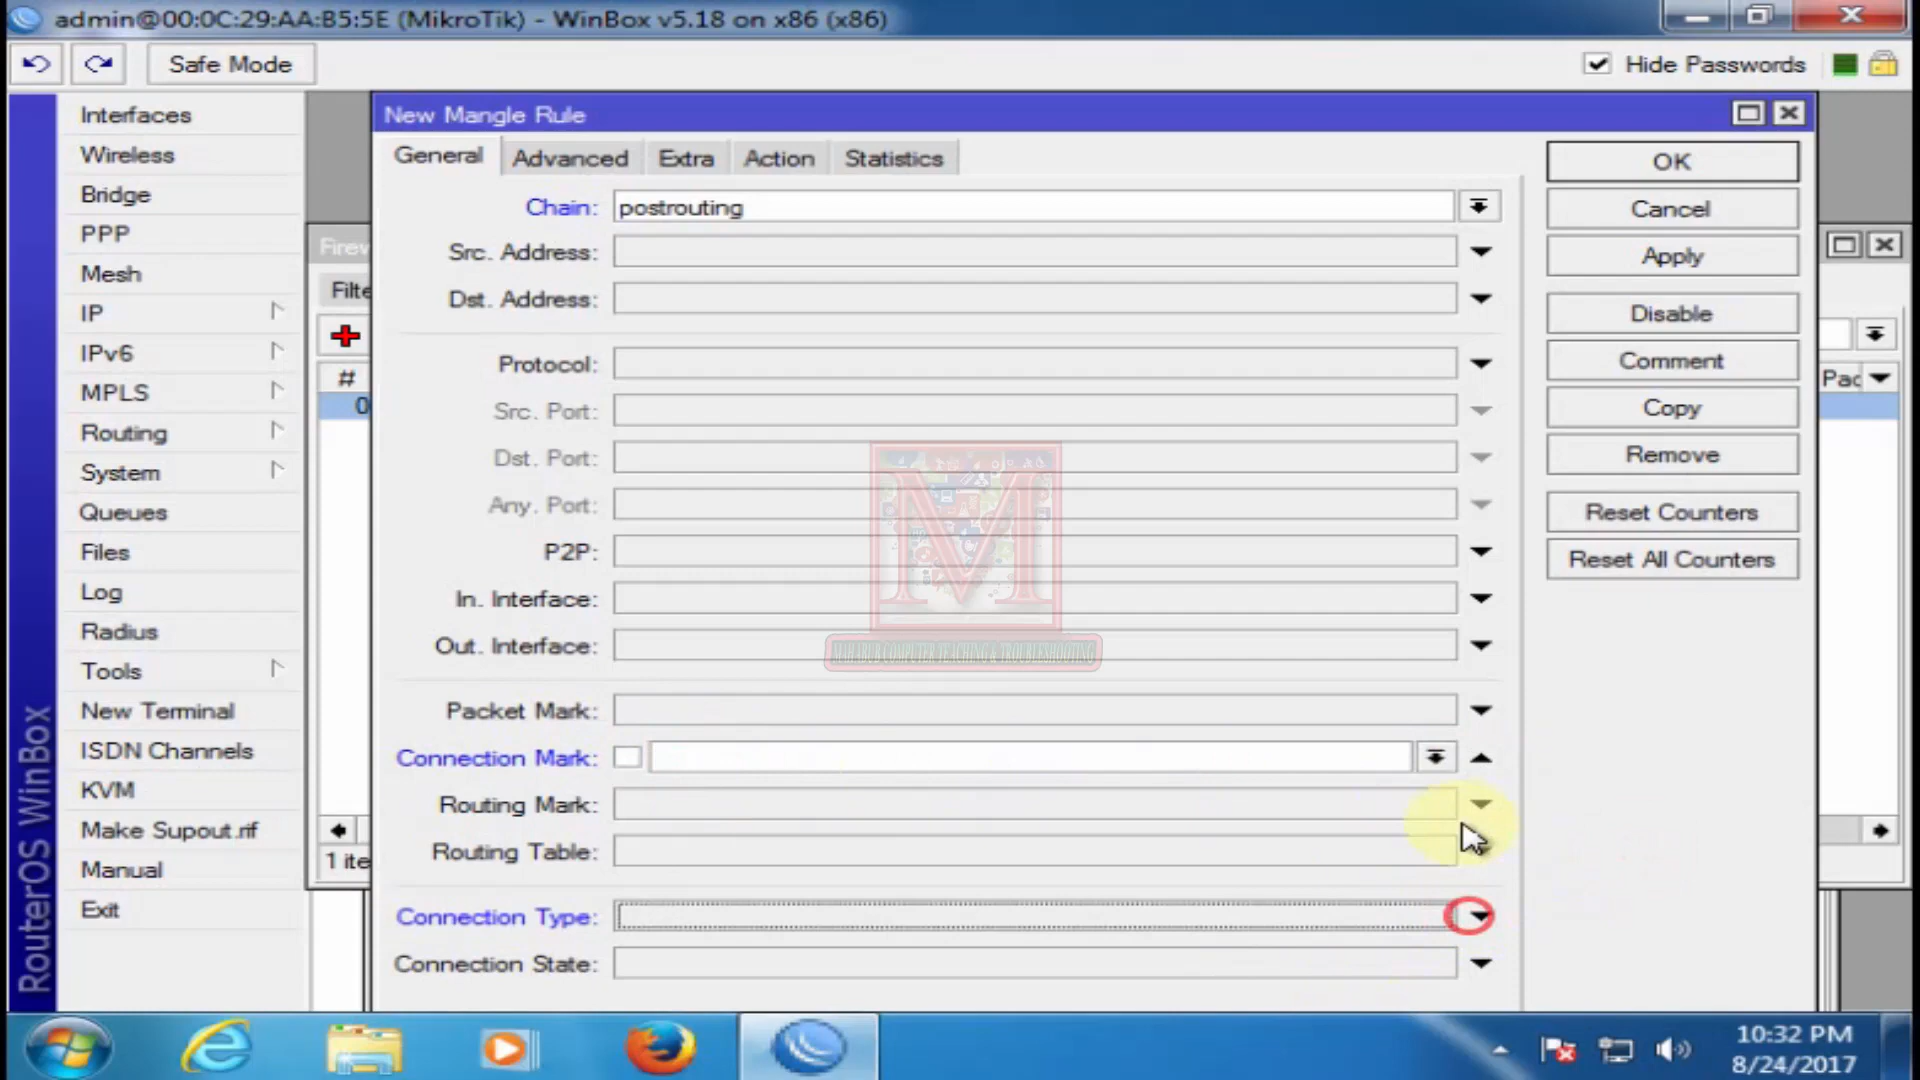 admin@00:0C:29:AA:B5:5E (MikroTik) - WinBox v5.18 on x86 (x86)
Safe Mode
Hide Passwords
Interfaces
Wireless
Bridge
PPP
Mesh
IP
IPv6
MPLS
Routing
System
Queues
Files
Log
Radius
Tools
New Terminal
ISDN Channels
KVM
Make Supout.rif
Manual
Exit
RouterOS WinBox
Firew
Filte
#
0
1 ite
New Mangle Rule
General Advanced Extra Action Statistics
Chain: postrouting
Src. Address:
Dst. Address:
Protocol:
Src. Port:
Dst. Port:
Any. Port:
P2P:
In. Interface:
Out. Interface:
Packet Mark:
Connection Mark:
Routing Mark:
Routing Table:
Connection Type:
Connection State:
M
MAHABUB COMPUTER TEACHING & TROUBLESHOOTING
OK
Cancel
Apply
Disable
Comment
Copy
Remove
Reset Counters
Reset All Counters
Pac
10:32 PM
8/24/2017